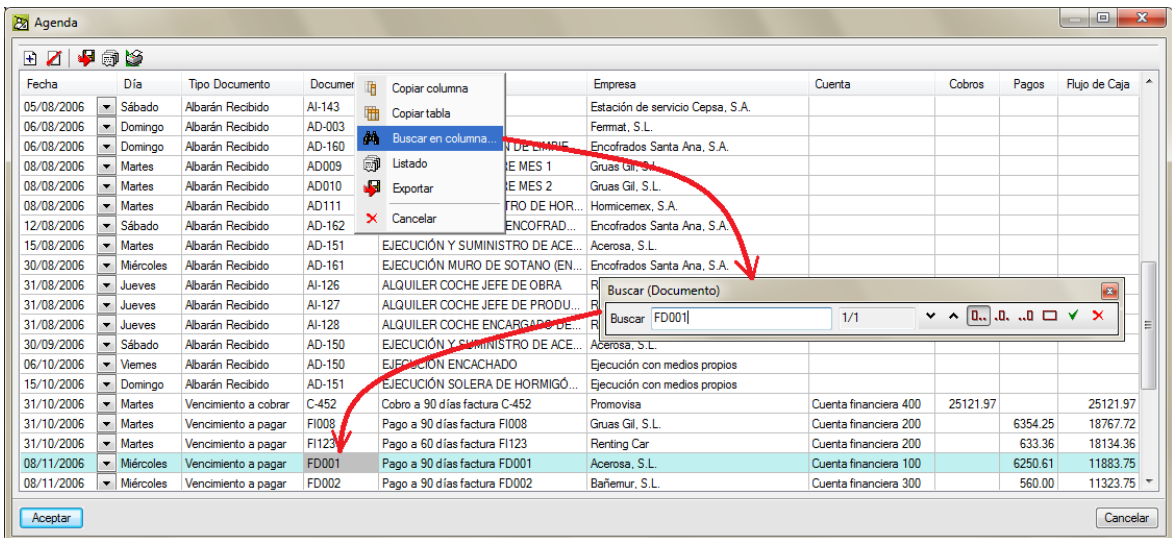 Agenda
Fecha Día Tipo Documento Documen Empresa Cuenta Cobros Pagos Flujo de Caja
Copiar columna
Copiar tabla
Buscar en columna...
Listado
Exportar
Cancelar
05/08/2006 Sábado Albarán Recibido AI-143 Estación de servicio Cepsa, S.A.
06/08/2006 Domingo Albarán Recibido AD-003 Fermat, S.L.
06/08/2006 Domingo Albarán Recibido AD-160 N DE LIMPIE... Encofrados Santa Ana, S.A.
08/08/2006 Martes Albarán Recibido AD009 RE MES 1 Gruas Gil, S.L.
08/08/2006 Martes Albarán Recibido AD010 RE MES 2 Gruas Gil, S.L.
08/08/2006 Martes Albarán Recibido AD111 TRO DE HOR... Hormicemex, S.A.
12/08/2006 Sábado Albarán Recibido AD-162 ENCOFRAD... Encofrados Santa Ana, S.A.
15/08/2006 Martes Albarán Recibido AD-151 EJECUCIÓN Y SUMINISTRO DE ACE... Acerosa, S.L.
30/08/2006 Miércoles Albarán Recibido AD-161 EJECUCIÓN MURO DE SOTANO (EN... Encofrados Santa Ana, S.A.
31/08/2006 Jueves Albarán Recibido AI-126 ALQUILER COCHE JEFE DE OBRA R
31/08/2006 Jueves Albarán Recibido AI-127 ALQUILER COCHE JEFE DE PRODU... R
31/08/2006 Jueves Albarán Recibido AI-128 ALQUILER COCHE ENCARGADO DE... R
30/09/2006 Sábado Albarán Recibido AD-150 EJECUCIÓN Y SUMINISTRO DE ACE... Acerosa, S.L.
06/10/2006 Viernes Albarán Recibido AD-150 EJECUCIÓN ENCACHADO Ejecución con medios propios
15/10/2006 Domingo Albarán Recibido AD-151 EJECUCIÓN SOLERA DE HORMIGÓ... Ejecución con medios propios
31/10/2006 Martes Vencimiento a cobrar C-452 Cobro a 90 días factura C-452 Promovisa Cuenta financiera 400 25121.97 25121.97
31/10/2006 Martes Vencimiento a pagar FI008 Pago a 90 días factura FI008 Gruas Gil, S.L. Cuenta financiera 200 6354.25 18767.72
31/10/2006 Martes Vencimiento a pagar FI123 Pago a 60 días factura FI123 Renting Car Cuenta financiera 200 633.36 18134.36
08/11/2006 Miércoles Vencimiento a pagar FD001 Pago a 90 días factura FD001 Acerosa, S.L. Cuenta financiera 100 6250.61 11883.75
08/11/2006 Miércoles Vencimiento a pagar FD002 Pago a 90 días factura FD002 Bañemur, S.L. Cuenta financiera 300 560.00 11323.75
Buscar (Documento)
Buscar FD001 1/1 0.. .0. ..0
Aceptar Cancelar